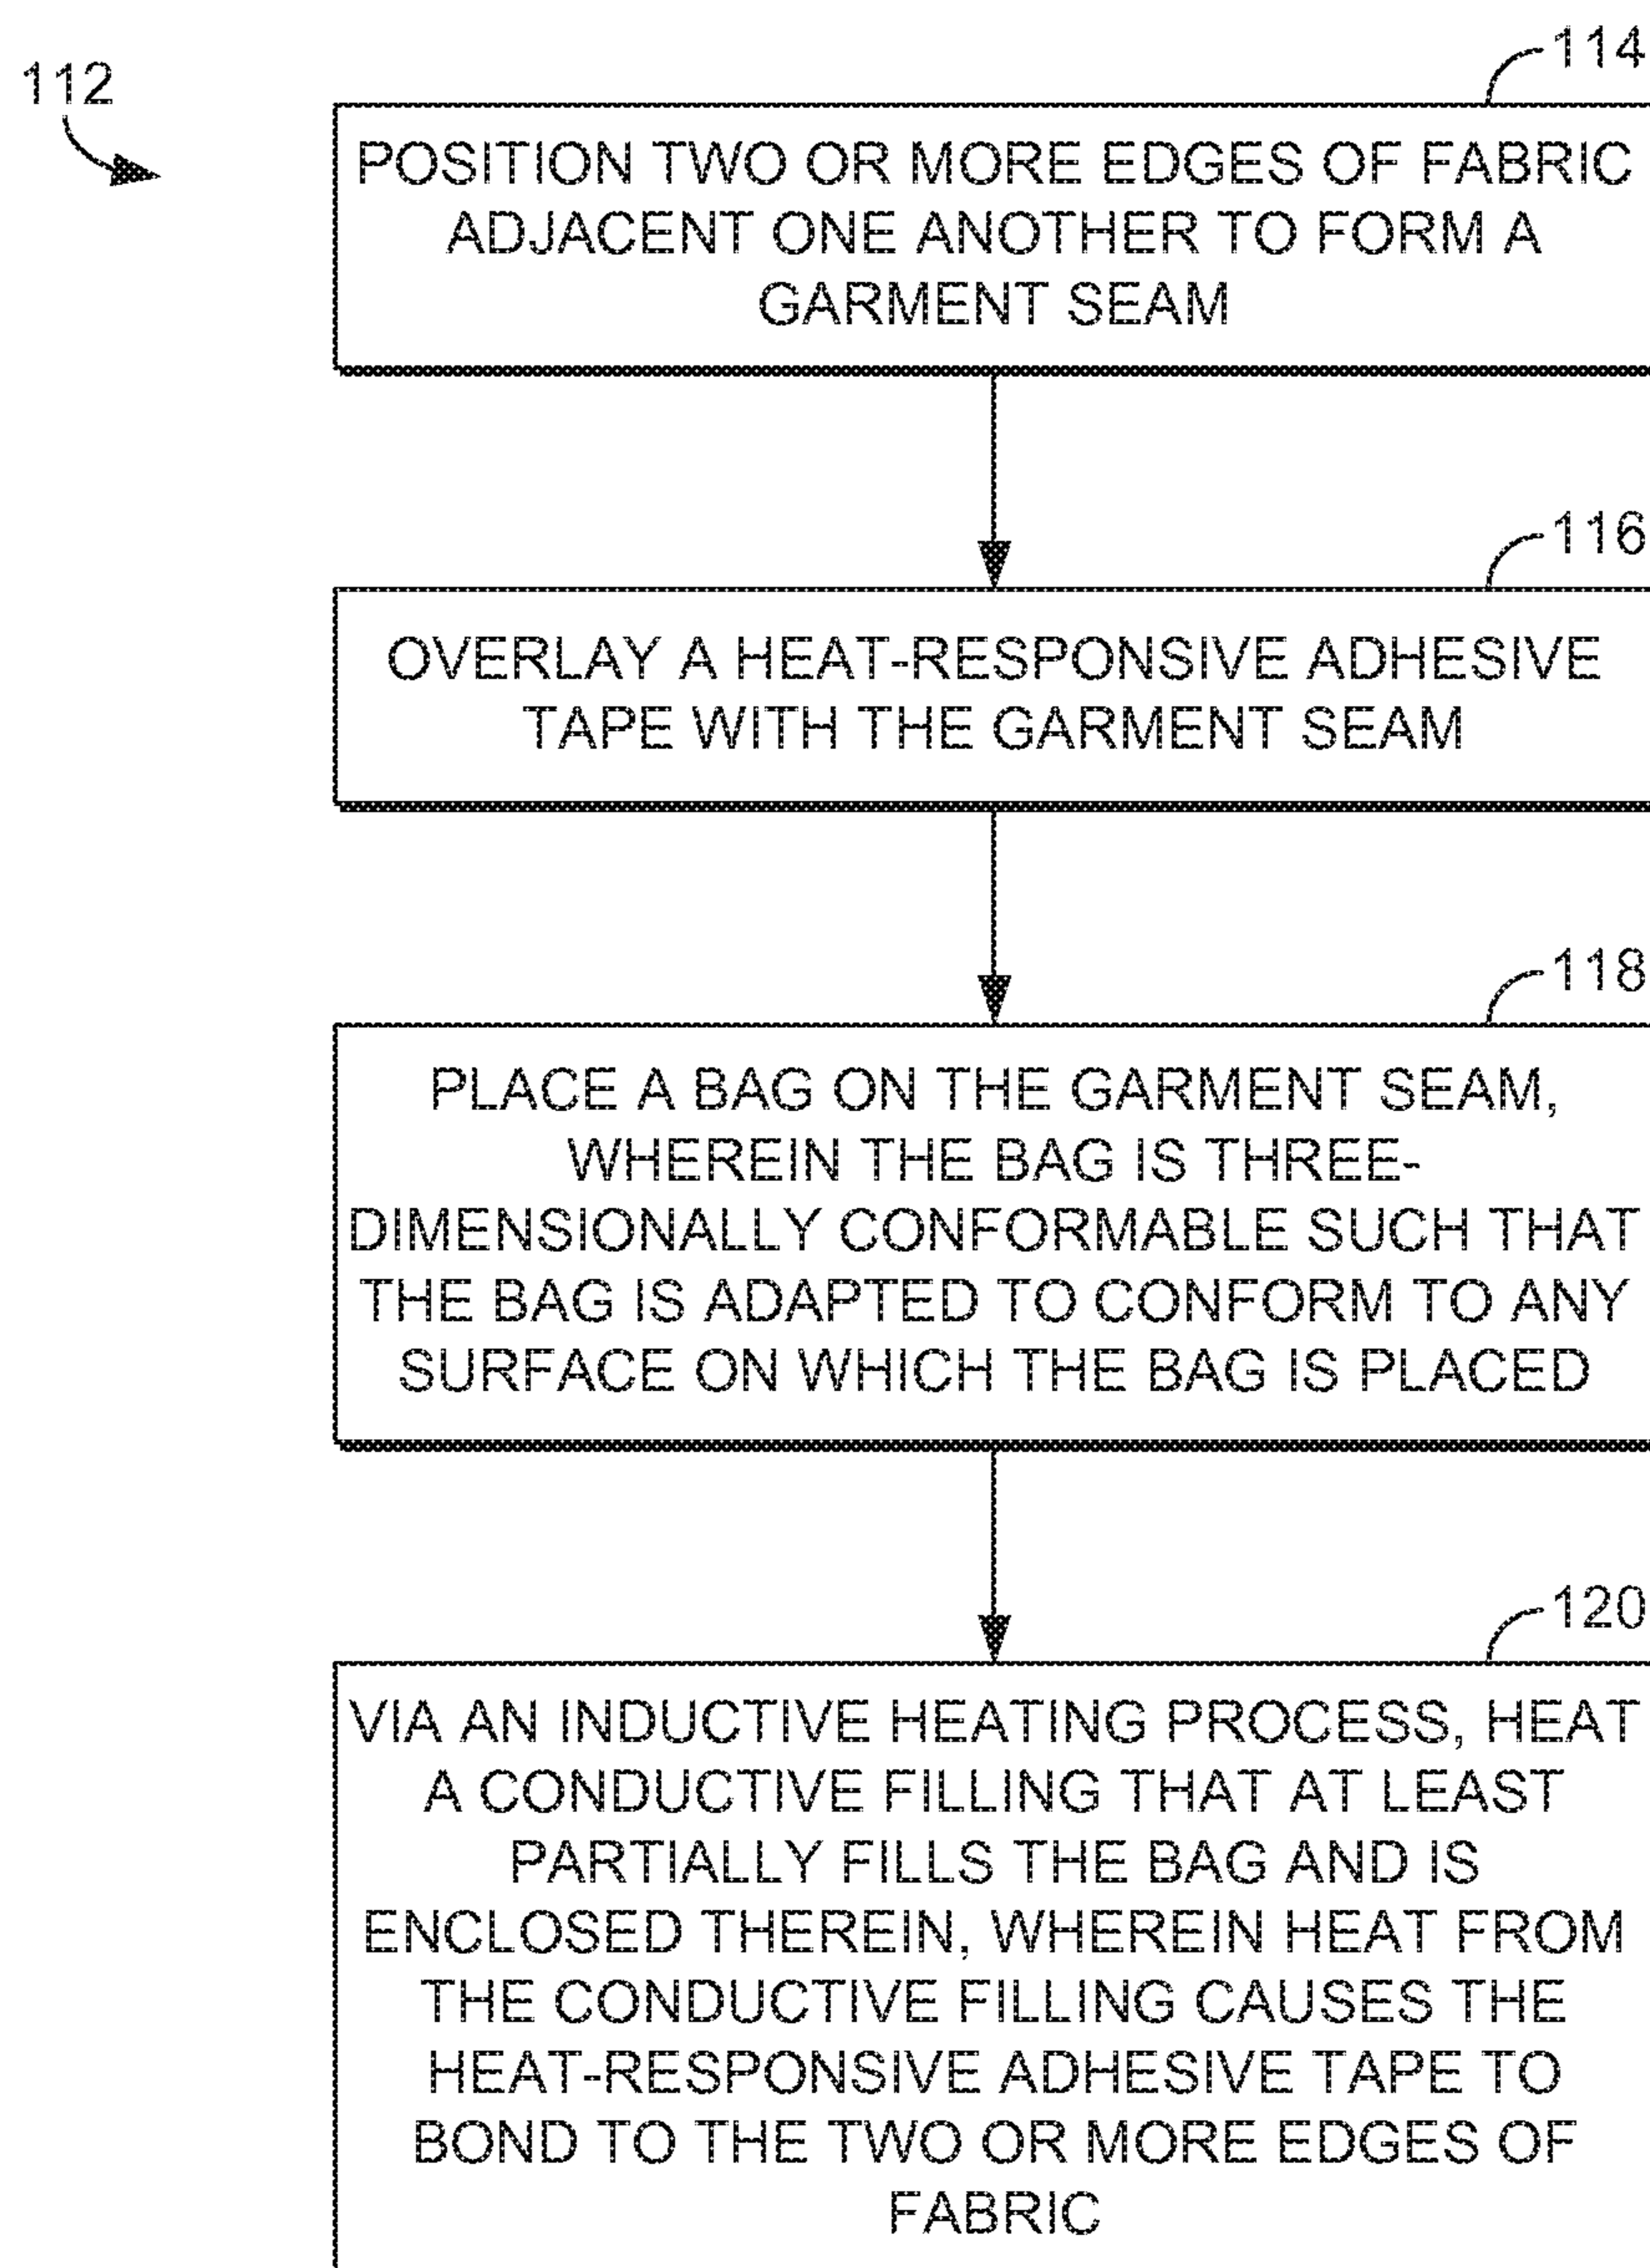 112
114
POSITION TWO OR MORE EDGES OF FABRIC
ADJACENT ONE ANOTHER TO FORM A
GARMENT SEAM
116
OVERLAY A HEAT-RESPONSIVE ADHESIVE
TAPE WITH THE GARMENT SEAM
118
PLACE A BAG ON THE GARMENT SEAM,
WHEREIN THE BAG IS THREE-
DIMENSIONALLY CONFORMABLE SUCH THAT
THE BAG IS ADAPTED TO CONFORM TO ANY
SURFACE ON WHICH THE BAG IS PLACED
120
VIA AN INDUCTIVE HEATING PROCESS, HEAT
A CONDUCTIVE FILLING THAT AT LEAST
PARTIALLY FILLS THE BAG AND IS
ENCLOSED THEREIN, WHEREIN HEAT FROM
THE CONDUCTIVE FILLING CAUSES THE
HEAT-RESPONSIVE ADHESIVE TAPE TO
BOND TO THE TWO OR MORE EDGES OF
FABRIC